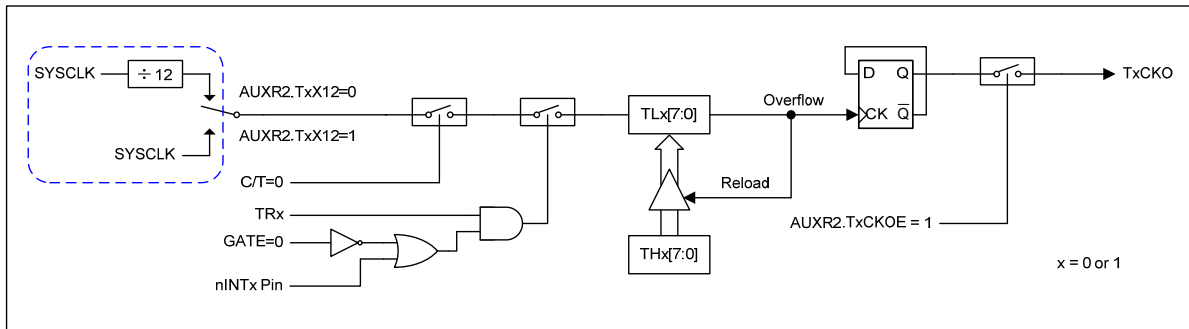 SYSCLK
÷ 12
AUXR2.TxX12=0
AUXR2.TxX12=1
SYSCLK
C/T=0
TRx
GATE=0
nINTx Pin
TLx[7:0]
Overflow
Reload
THx[7:0]
D Q
CK Q̅
TxCKO
AUXR2.TxCKOE = 1
x = 0 or 1